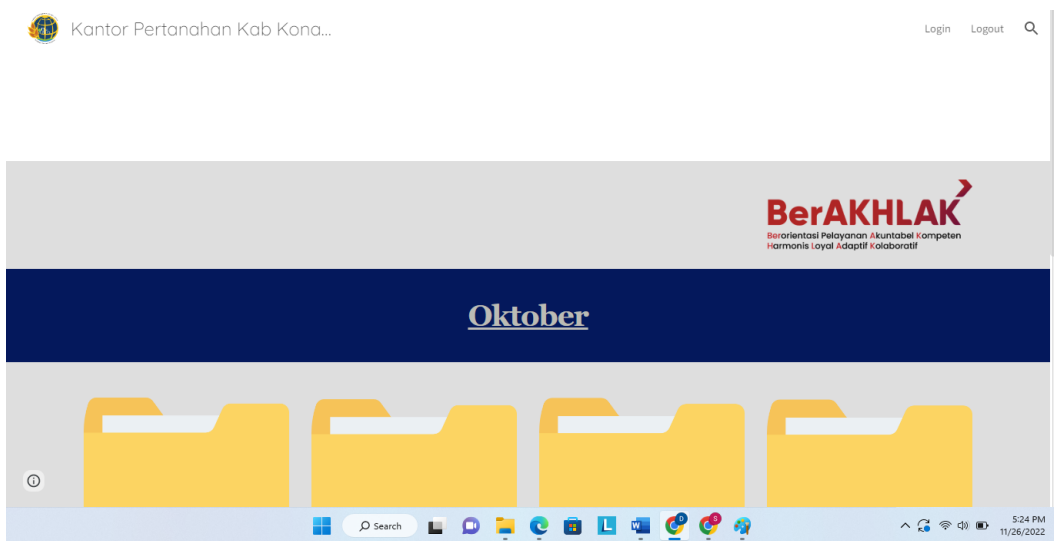 Kantor Pertanahan Kab Kona...
Login Logout
BerAKHLAK
Berorientasi Pelayanan Akuntabel Kompeten
Harmonis Loyal Adaptif Kolaboratif
Oktober
Search
5:24 PM
11/26/2022